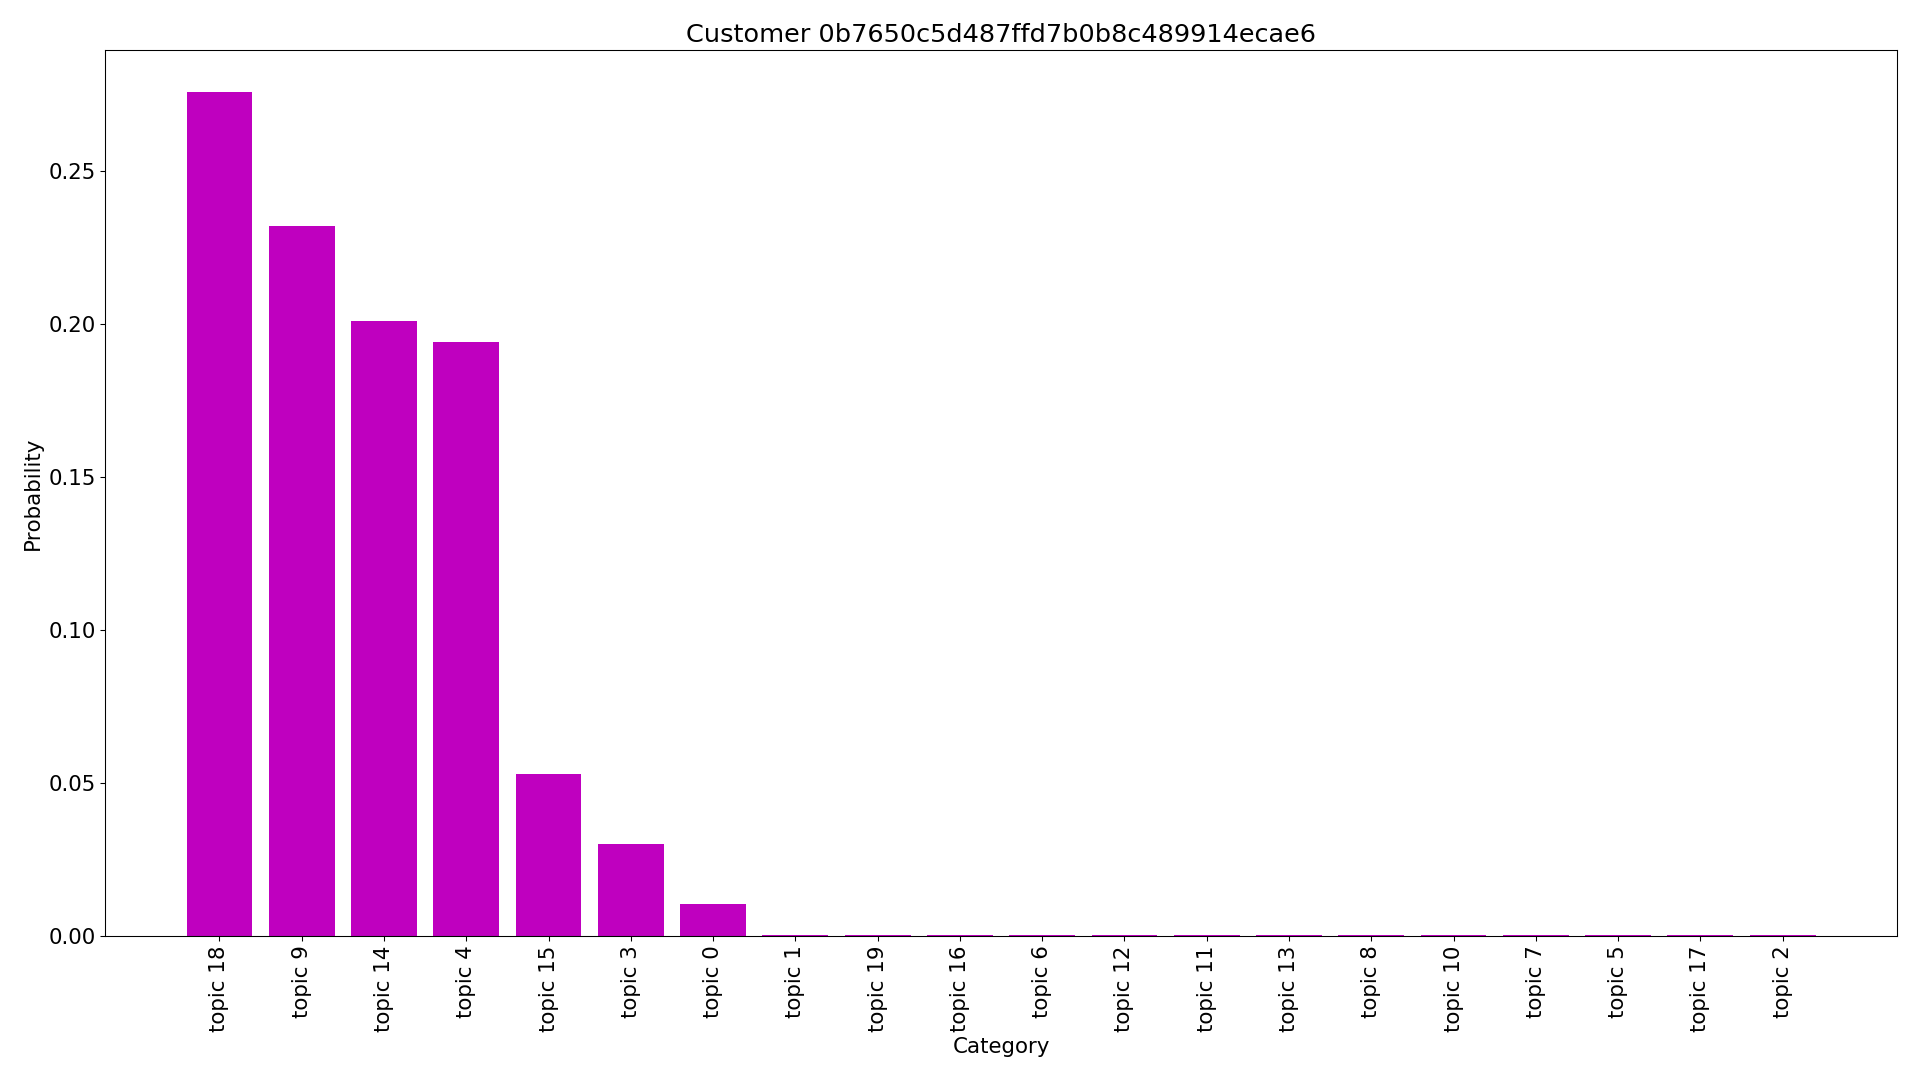 Customer 0b7650c5d487ffd7b0b8c489914ecae6
Probability
0.25
0.20
0.15
0.10
0.05
0.00
topic 18
topic 9
topic 14
topic 4
topic 15
topic 3
topic 0
topic 1
topic 19
topic 16
topic 6
topic 12
topic 11
topic 13
topic 8
topic 10
topic 7
topic 5
topic 17
topic 2
Category